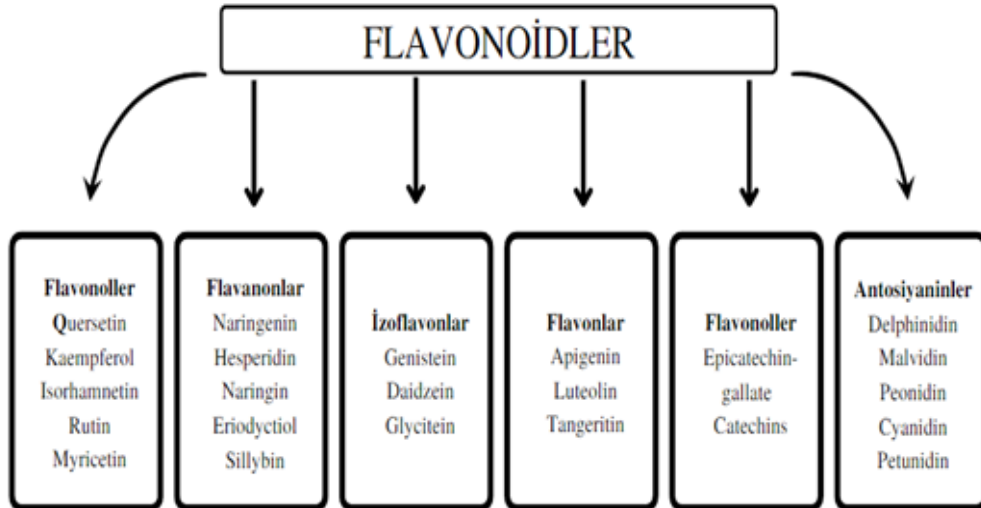 FLAVONOİDLER
Flavonoller
Quersetin
Kaempferol
Isorhamnetin
Rutin
Myricetin
Flavanonlar
Naringenin
Hesperidin
Naringin
Eriodyctiol
Sillybin
İzoflavonlar
Genistein
Daidzein
Glycitein
Flavonlar
Apigenin
Luteolin
Tangeritin
Flavonoller
Epicatechin-
gallate
Catechins
Antosiyaninler
Delphinidin
Malvidin
Peonidin
Cyanidin
Petunidin